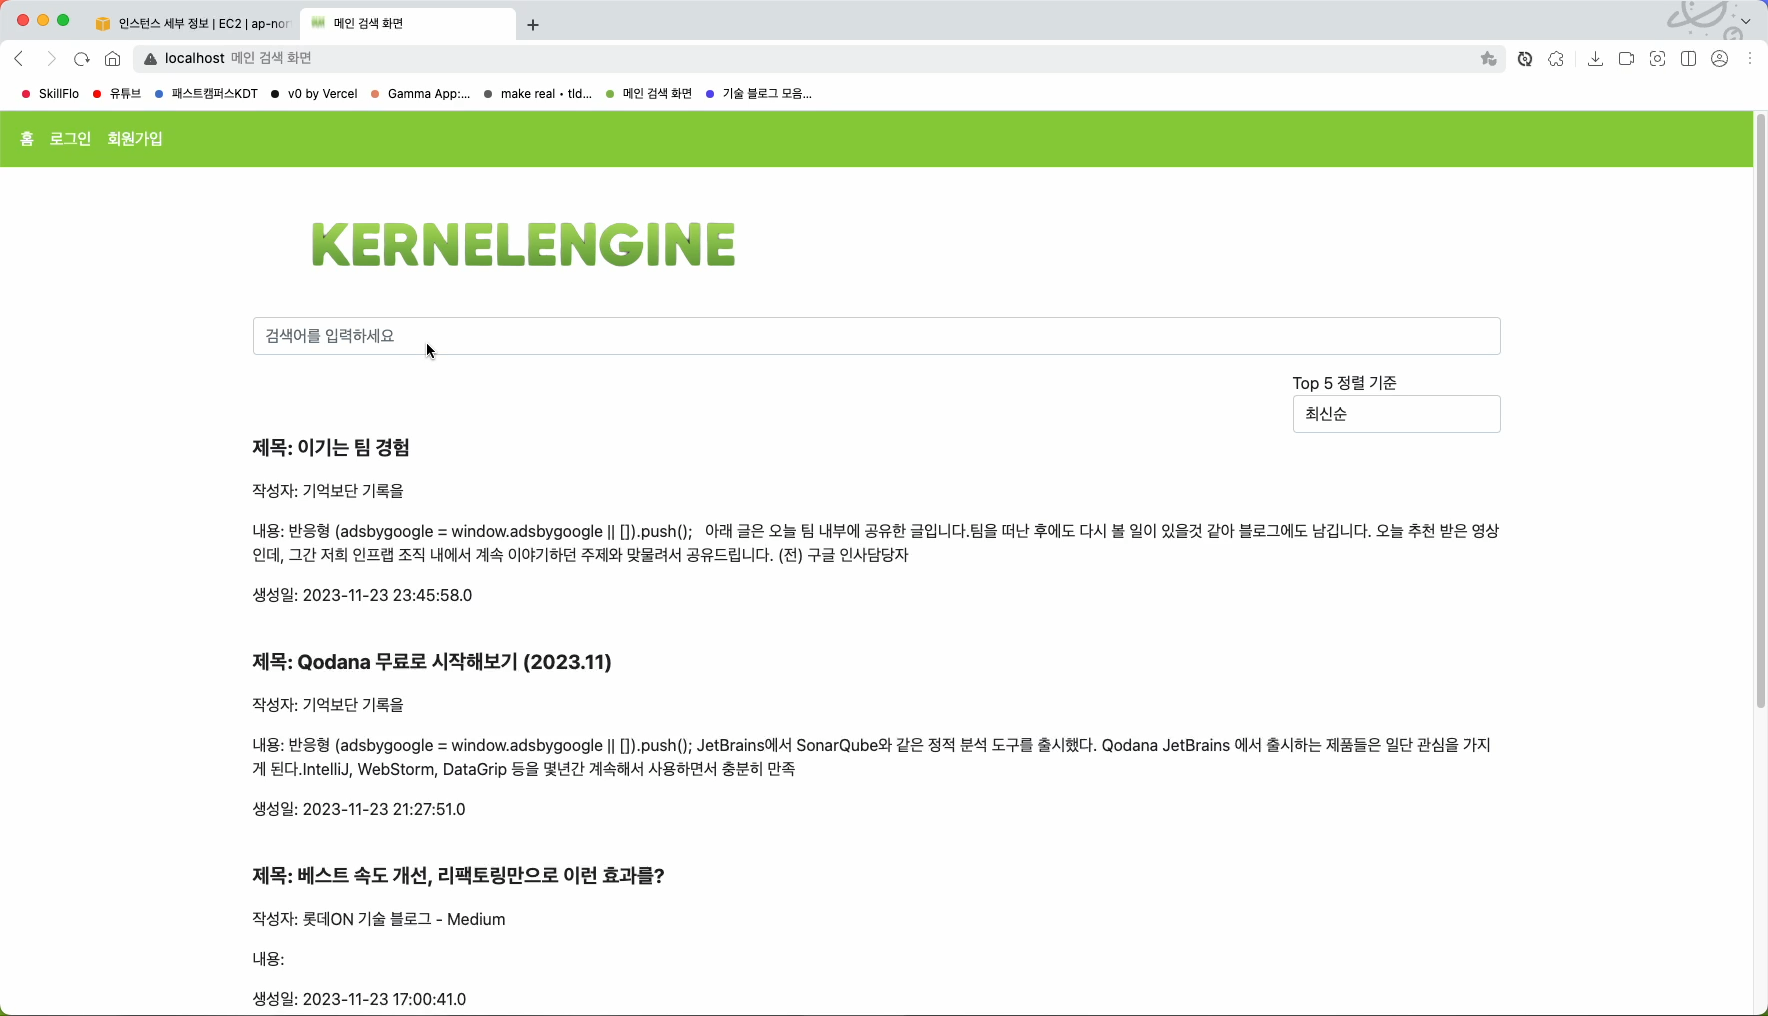 인스턴스 세부 정보 | EC2 | ap-nor
메인 검색 화면
localhost 메인 검색 화면
SkillFlo 유튜브 패스트캠퍼스KDT v0 by Vercel Gamma App:... make real • tld... 메인 검색 화면 기술 블로그 모음...
홈 로그인 회원가입
KERNELENGINE
검색어를 입력하세요
Top 5 정렬 기준
최신순
제목: 이기는 팀 경험
작성자: 기억보단 기록을
내용: 반응형 (adsbygoogle = window.adsbygoogle || []).push(); 아래 글은 오늘 팀 내부에 공유한 글입니다.팀을 떠난 후에도 다시 볼 일이 있을것 같아 블로그에도 남깁니다. 오늘 추천 받은 영상
인데, 그간 저희 인프랩 조직 내에서 계속 이야기하던 주제와 맞물려서 공유드립니다. (전) 구글 인사담당자
생성일: 2023-11-23 23:45:58.0
제목: Qodana 무료로 시작해보기 (2023.11)
작성자: 기억보단 기록을
내용: 반응형 (adsbygoogle = window.adsbygoogle || []).push(); JetBrains에서 SonarQube와 같은 정적 분석 도구를 출시했다. Qodana JetBrains 에서 출시하는 제품들은 일단 관심을 가지
게 된다.IntelliJ, WebStorm, DataGrip 등을 몇년간 계속해서 사용하면서 충분히 만족
생성일: 2023-11-23 21:27:51.0
제목: 베스트 속도 개선, 리팩토링만으로 이런 효과를?
작성자: 롯데ON 기술 블로그 - Medium
내용:
생성일: 2023-11-23 17:00:41.0